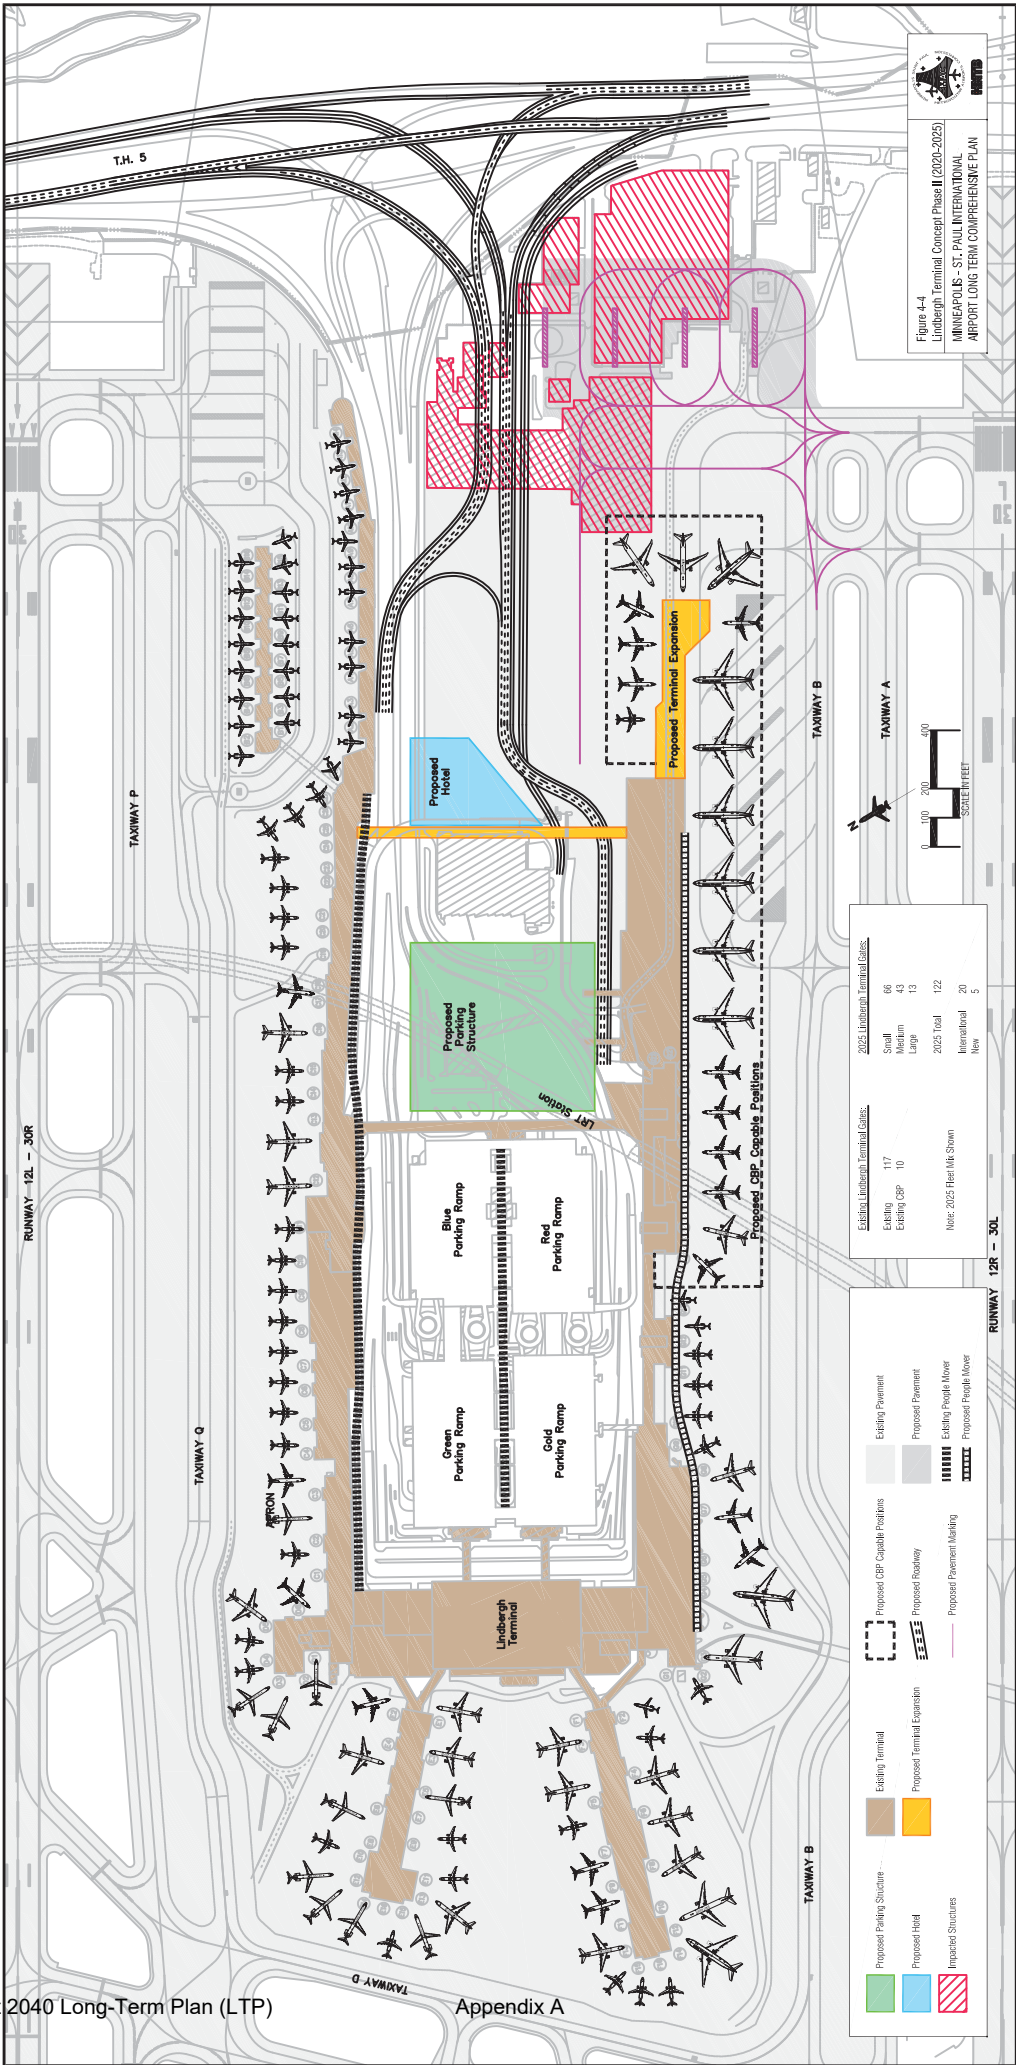 Figure 4-4
Lindbergh Terminal Concept Phase II (2020-2025)
MINNEAPOLIS - ST. PAUL INTERNATIONAL
AIRPORT LONG TERM COMPREHENSIVE PLAN
HNTB
T.H. 5
RUNWAY 12L - 30R
TAXIWAY P
TAXIWAY Q
APRON
Proposed
Hotel
Proposed Terminal Expansion
Proposed
Parking
Structure
LRT Station
Proposed CBP Capable Positions
Blue
Parking Ramp
Red
Parking Ramp
Green
Parking Ramp
Gold
Parking Ramp
Lindbergh
Terminal
TAXIWAY B
TAXIWAY A
TAXIWAY B
TAXIWAY D
RUNWAY 12R - 30L
30
30
N
0 100 200 400
SCALE IN FEET
Existing Lindbergh Terminal Gates:
Existing 117
Existing CBP 10
Note: 2025 Fleet Mix Shown
2025 Lindbergh Terminal Gates:
Small 66
Medium 43
Large 13
2025 Total 122
International 20
New 5
Proposed Parking Structure
Proposed Hotel
Impacted Structures
Existing Terminal
Proposed Terminal Expansion
Proposed CBP Capable Positions
Proposed Roadway
Proposed Pavement Marking
Existing Pavement
Proposed Pavement
Existing People Mover
Proposed People Mover
2040 Long-Term Plan (LTP)
Appendix A